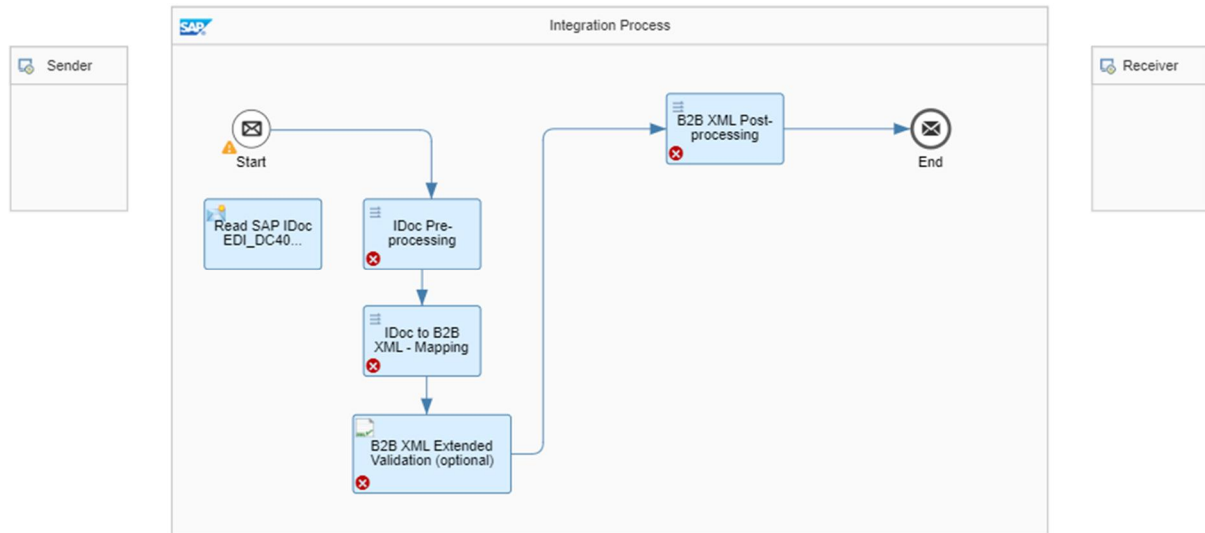 SAP
Integration Process
Sender
Receiver
Start
B2B XML Post-
processing
End
Read SAP IDoc
EDI_DC40...
IDoc Pre-
processing
IDoc to B2B
XML - Mapping
B2B XML Extended
Validation (optional)